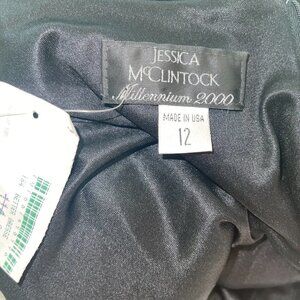 JESSICA
McCLINTOCK
Millennium 2000
MADE IN USA
12